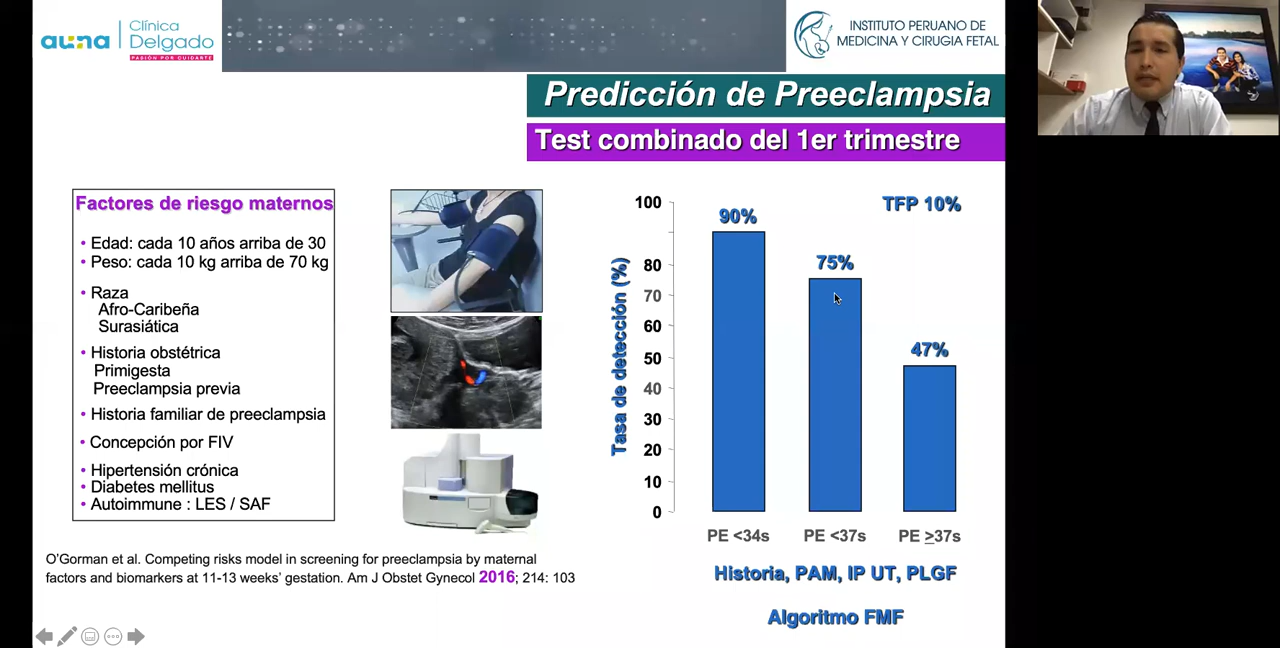 auna
Clínica
Delgado
PASIÓN POR CUIDARTE
INSTITUTO PERUANO DE
MEDICINA Y CIRUGIA FETAL
Predicción de Preeclampsia
Test combinado del 1er trimestre
Factores de riesgo maternos
• Edad: cada 10 años arriba de 30
• Peso: cada 10 kg arriba de 70 kg
• Raza
Afro-Caribeña
Surasiática
• Historia obstétrica
Primigesta
Preeclampsia previa
• Historia familiar de preeclampsia
• Concepción por FIV
• Hipertensión crónica
• Diabetes mellitus
• Autoimmune : LES / SAF
O'Gorman et al. Competing risks model in screening for preeclampsia by maternal
factors and biomarkers at 11-13 weeks' gestation. Am J Obstet Gynecol 2016; 214: 103
TFP 10%
Tasa de detección (%)
100
80
70
60
50
40
30
20
10
0
90%
75%
47%
PE <34s
PE <37s
PE ≥37s
Historia, PAM, IP UT, PLGF
Algoritmo FMF